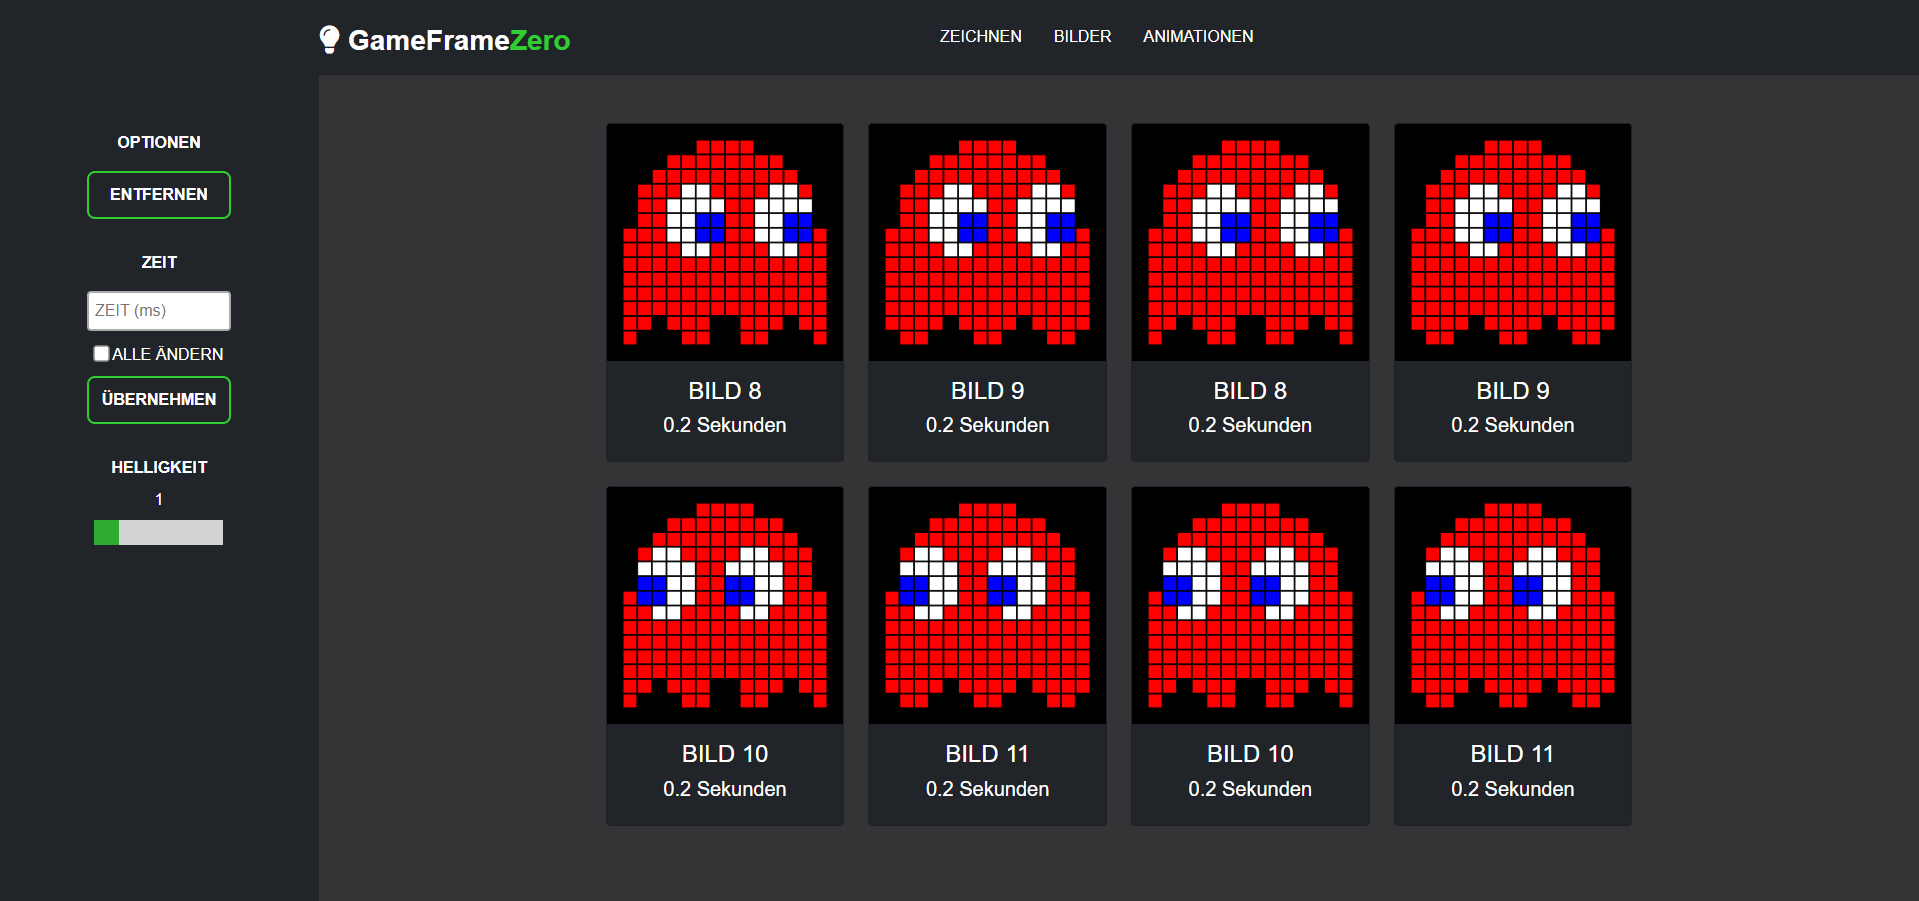 GameFrameZero
ZEICHNEN BILDER ANIMATIONEN
OPTIONEN
ENTFERNEN
ZEIT
ZEIT (ms)
ALLE ÄNDERN
ÜBERNEHMEN
HELLIGKEIT
1
BILD 8
0.2 Sekunden
BILD 9
0.2 Sekunden
BILD 8
0.2 Sekunden
BILD 9
0.2 Sekunden
BILD 10
0.2 Sekunden
BILD 11
0.2 Sekunden
BILD 10
0.2 Sekunden
BILD 11
0.2 Sekunden